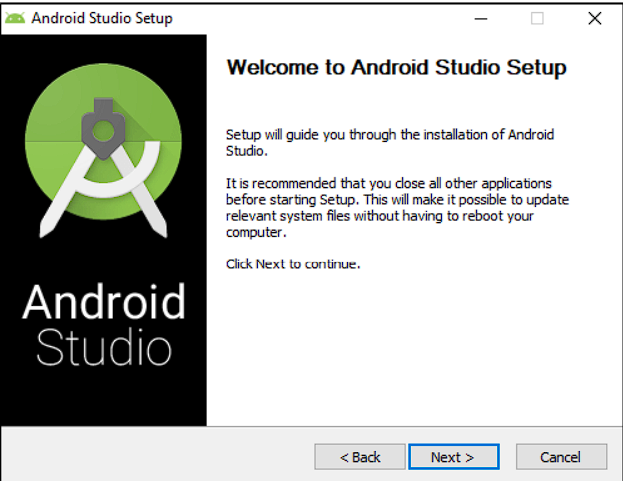 Android Studio Setup
Welcome to Android Studio Setup
Setup will guide you through the installation of Android
Studio.
It is recommended that you close all other applications
before starting Setup. This will make it possible to update
relevant system files without having to reboot your
computer.
Click Next to continue.
Android
Studio
< Back
Next >
Cancel